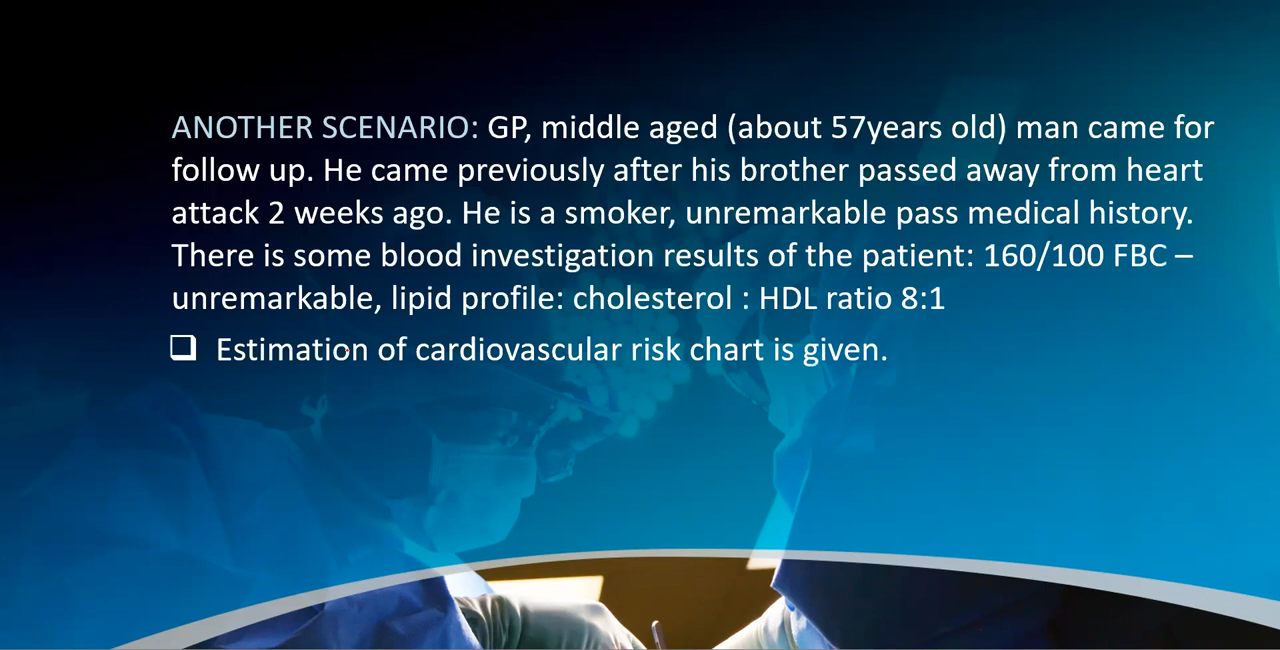 ANOTHER SCENARIO: GP, middle aged (about 57years old) man came for
follow up. He came previously after his brother passed away from heart
attack 2 weeks ago. He is a smoker, unremarkable pass medical history.
There is some blood investigation results of the patient: 160/100 FBC –
unremarkable, lipid profile: cholesterol : HDL ratio 8:1
❑ Estimation of cardiovascular risk chart is given.